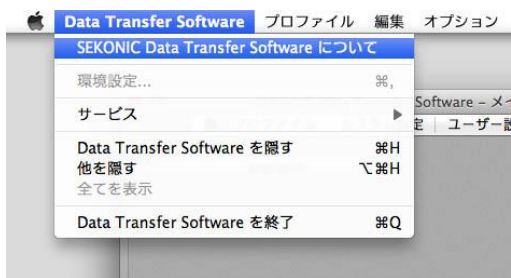 Data Transfer Software プロファイル 編集 オプション
SEKONIC Data Transfer Software について
環境設定... ⌘,
サービス ▶
Data Transfer Software を隠す ⌘H
他を隠す ⌥⌘H
全てを表示
Data Transfer Software を終了 ⌘Q
Software – メイ
定 ユーザー設